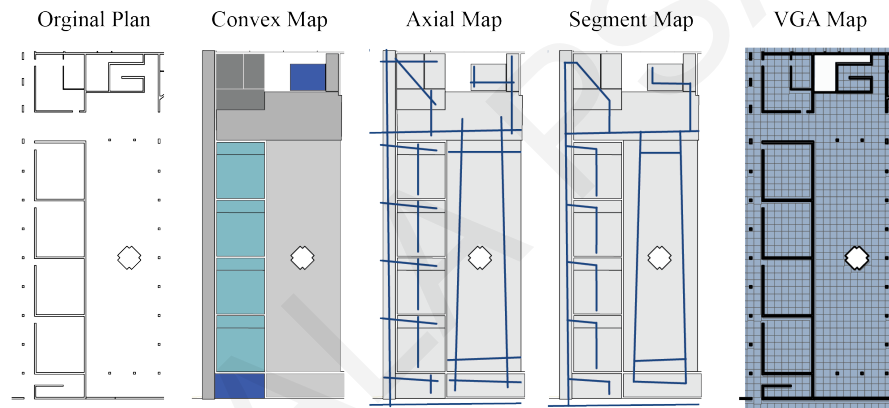 Orginal Plan
Convex Map
Axial Map
Segment Map
VGA Map